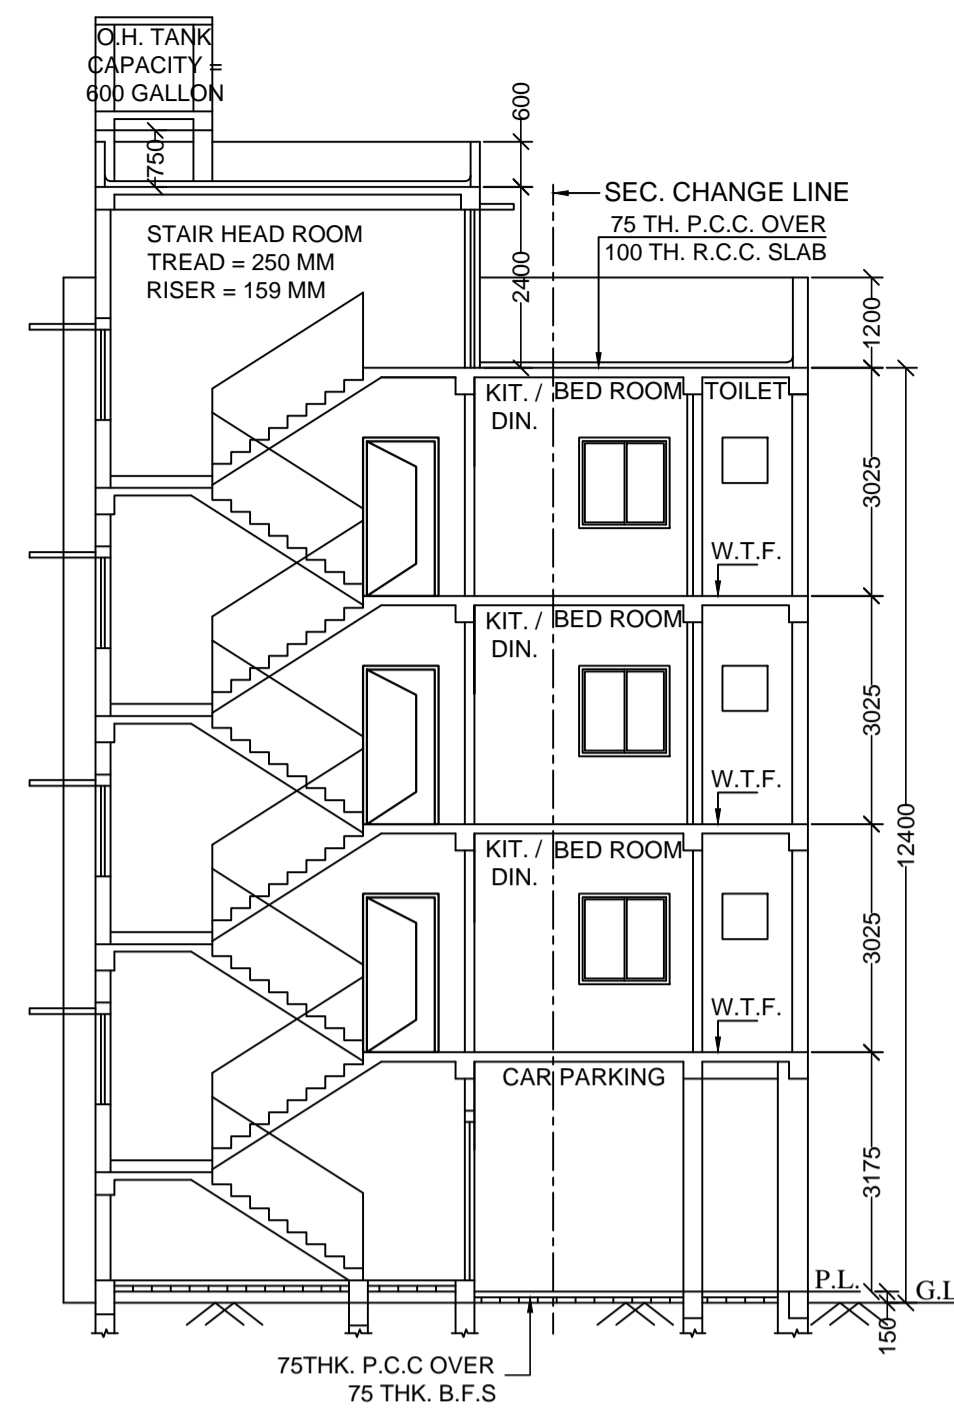 O.H. TANK
CAPACITY =
600 GALLON
600
750
SEC. CHANGE LINE
75 TH. P.C.C. OVER
100 TH. R.C.C. SLAB
STAIR HEAD ROOM
TREAD = 250 MM
RISER = 159 MM
2400
1200
KIT. /
DIN.
BED ROOM
TOILET
3025
W.T.F.
KIT. /
DIN.
BED ROOM
3025
W.T.F.
12400
KIT. /
DIN.
BED ROOM
3025
W.T.F.
CAR PARKING
3175
P.L.
G.L
150
75THK. P.C.C OVER
75 THK. B.F.S